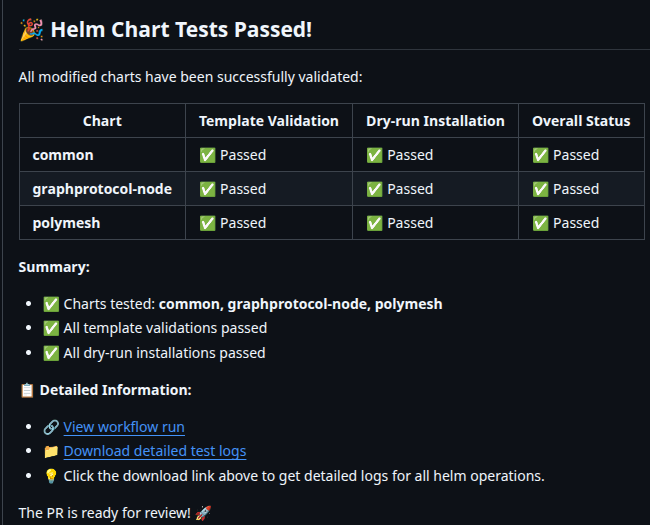 🎉 Helm Chart Tests Passed!
All modified charts have been successfully validated:
Chart Template Validation Dry-run Installation Overall Status
common ✅ Passed ✅ Passed ✅ Passed
graphprotocol-node ✅ Passed ✅ Passed ✅ Passed
polymesh ✅ Passed ✅ Passed ✅ Passed
Summary:
• ✅ Charts tested: common, graphprotocol-node, polymesh
• ✅ All template validations passed
• ✅ All dry-run installations passed
📋 Detailed Information:
• 🔗 View workflow run
• 📁 Download detailed test logs
• 💡 Click the download link above to get detailed logs for all helm operations.
The PR is ready for review! 🚀